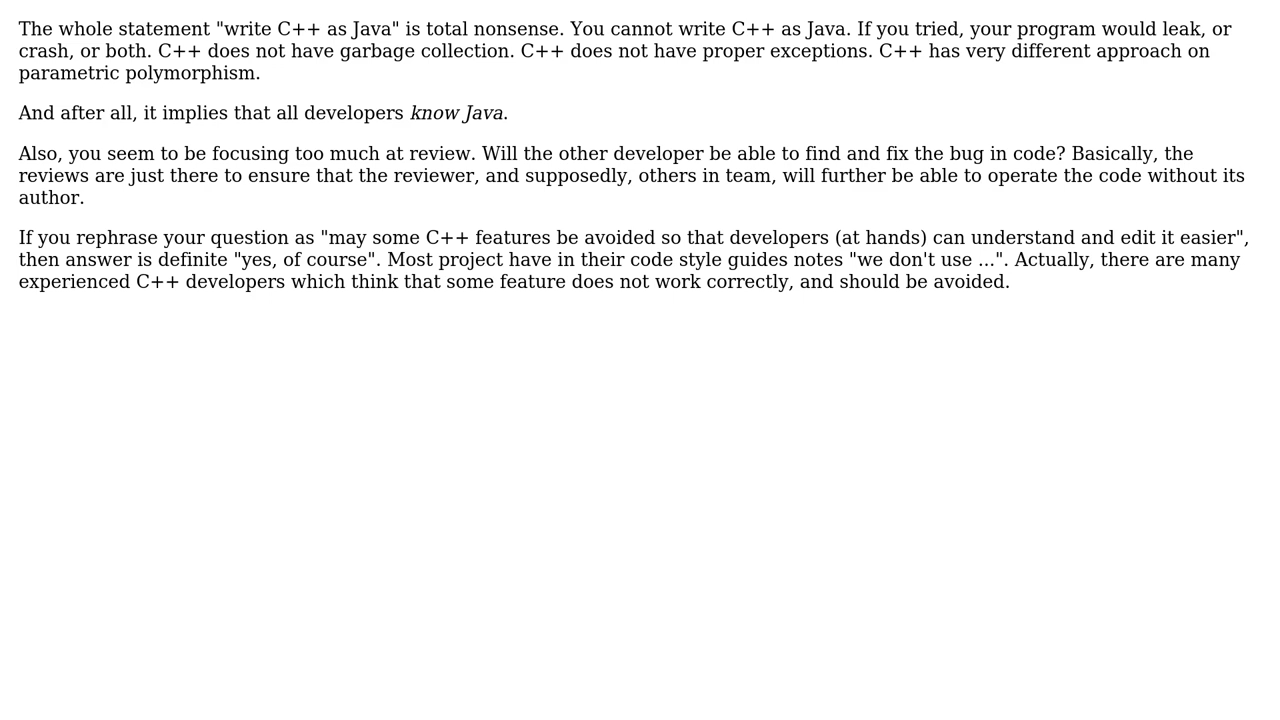 The whole statement "write C++ as Java" is total nonsense. You cannot write C++ as Java. If you tried, your program would leak, or
crash, or both. C++ does not have garbage collection. C++ does not have proper exceptions. C++ has very different approach on
parametric polymorphism.
And after all, it implies that all developers know Java.
Also, you seem to be focusing too much at review. Will the other developer be able to find and fix the bug in code? Basically, the
reviews are just there to ensure that the reviewer, and supposedly, others in team, will further be able to operate the code without its
author.
If you rephrase your question as "may some C++ features be avoided so that developers (at hands) can understand and edit it easier",
then answer is definite "yes, of course". Most project have in their code style guides notes "we don't use ...". Actually, there are many
experienced C++ developers which think that some feature does not work correctly, and should be avoided.